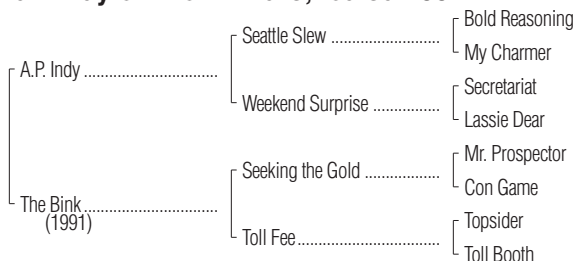 Bold Reasoning
Seattle Slew ........................
My Charmer
A.P. Indy .............................
Secretariat
Weekend Surprise ...............
Lassie Dear
Mr. Prospector
Seeking the Gold .................
Con Game
The Bink .............................
(1991)
Topsider
Toll Fee ................................
Toll Booth